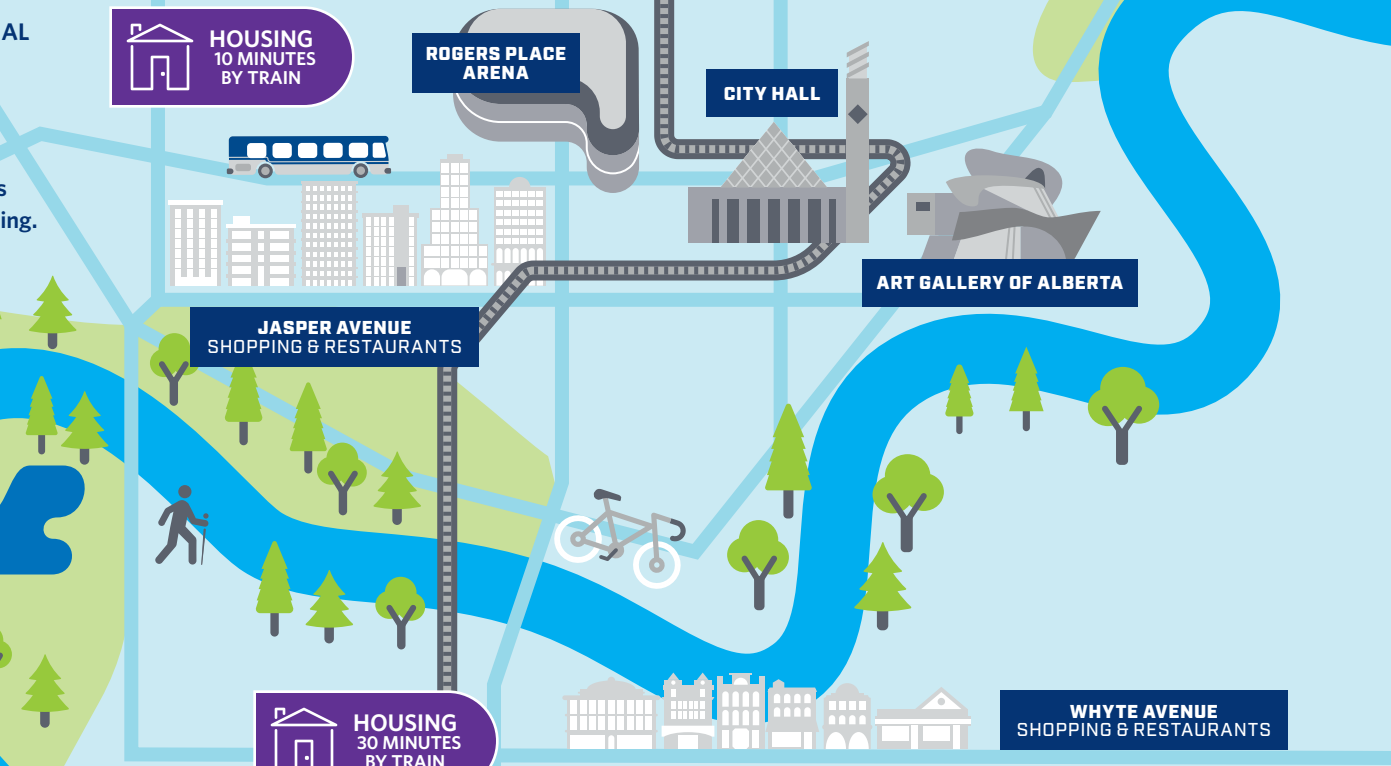 AL
HOUSING
10 MINUTES
BY TRAIN
ROGERS PLACE
ARENA
CITY HALL
s
ing.
ART GALLERY OF ALBERTA
JASPER AVENUE
SHOPPING & RESTAURANTS
HOUSING
30 MINUTES
BY TRAIN
WHYTE AVENUE
SHOPPING & RESTAURANTS